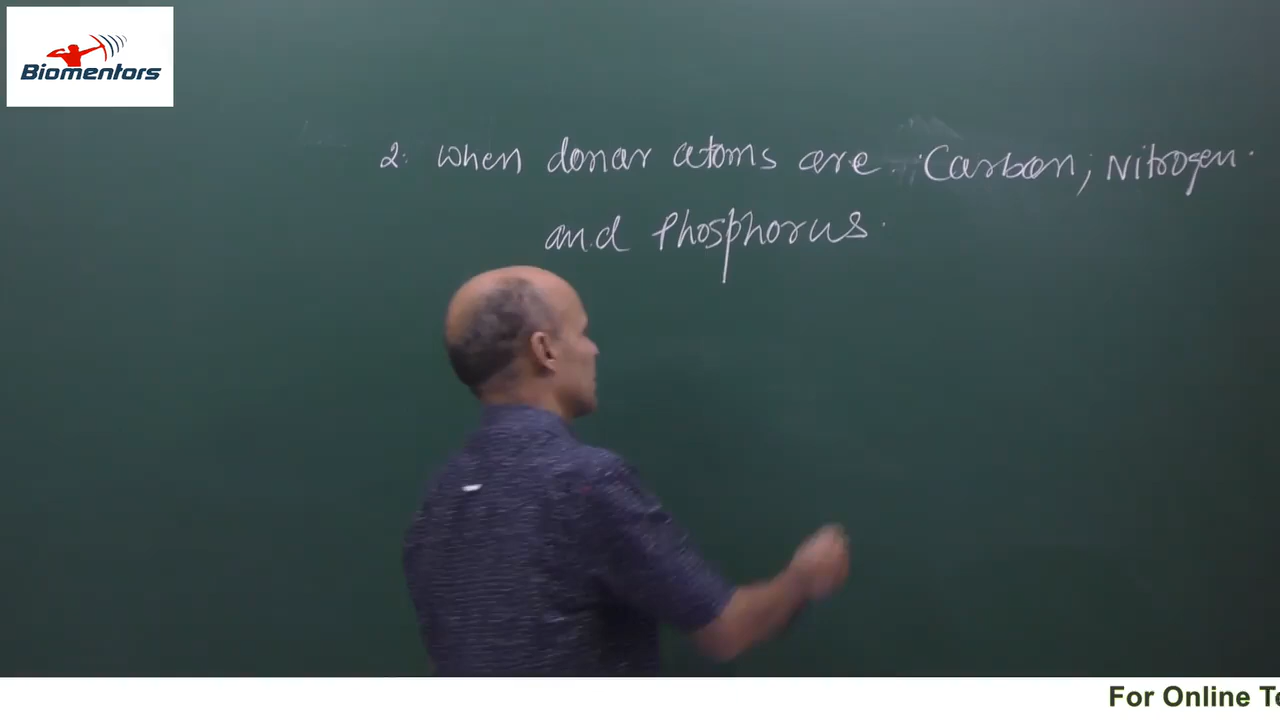 Biomentors
2. When donar atoms are Carbon, Nitrogen.
and Phosphorus.
For Online Te